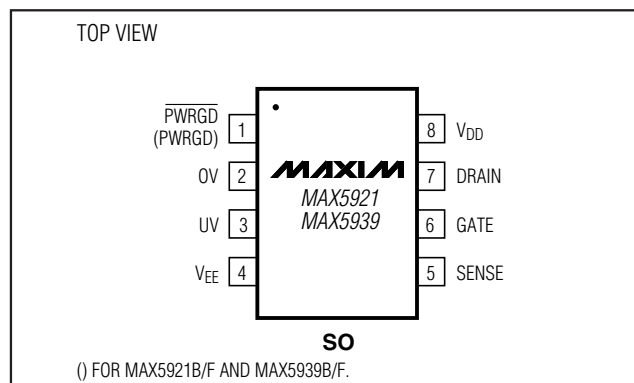 TOP VIEW
PWRGD
(PWRGD)
1
OV 2
UV 3
VEE 4
MAXIM
MAX5921
MAX5939
8 VDD
7 DRAIN
6 GATE
5 SENSE
SO
() FOR MAX5921B/F AND MAX5939B/F.